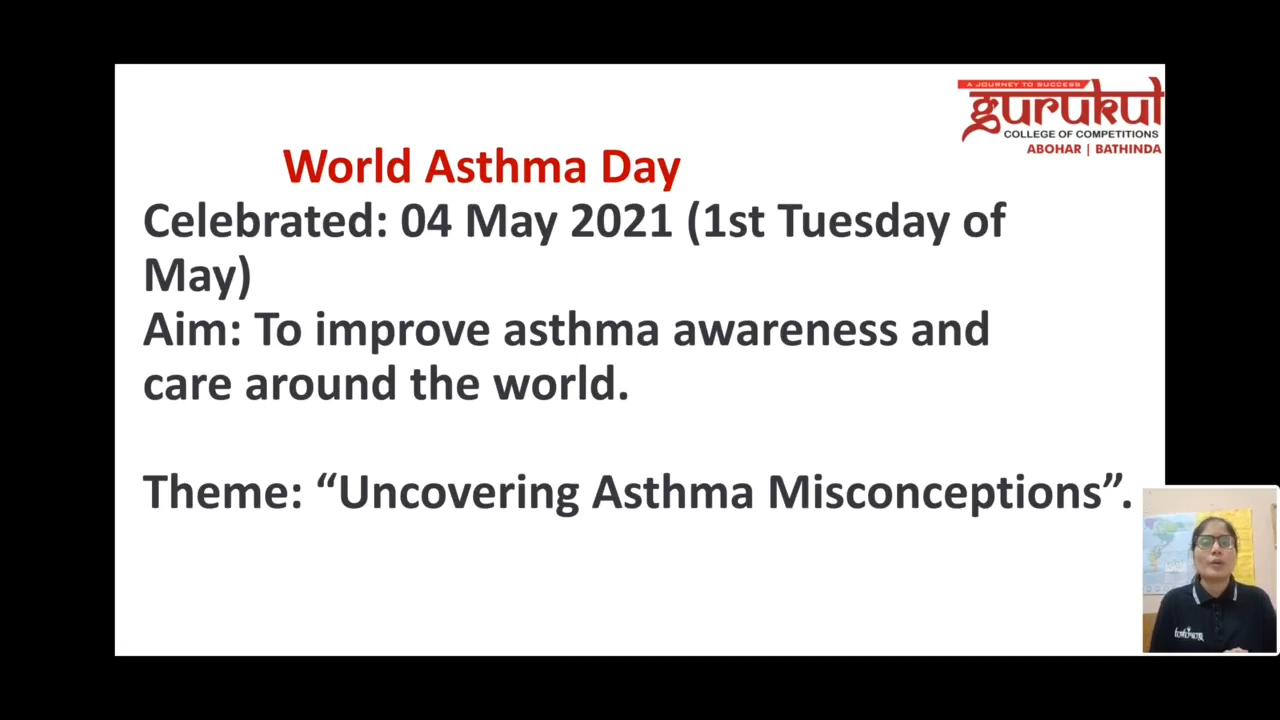 A JOURNEY TO SUCCESS
gurukul
COLLEGE OF COMPETITIONS
ABOHAR | BATHINDA
World Asthma Day
Celebrated: 04 May 2021 (1st Tuesday of
May)
Aim: To improve asthma awareness and
care around the world.
Theme: “Uncovering Asthma Misconceptions”.